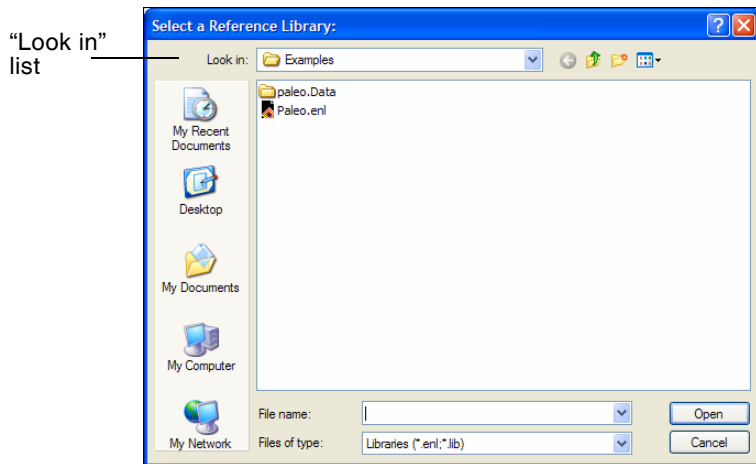 Select a Reference Library:
“Look in”
list
Look in:
Examples
paleo.Data
Paleo.enl
My Recent
Documents
Desktop
My Documents
My Computer
My Network
File name:
Open
Files of type:
Libraries (*.enl;*.lib)
Cancel